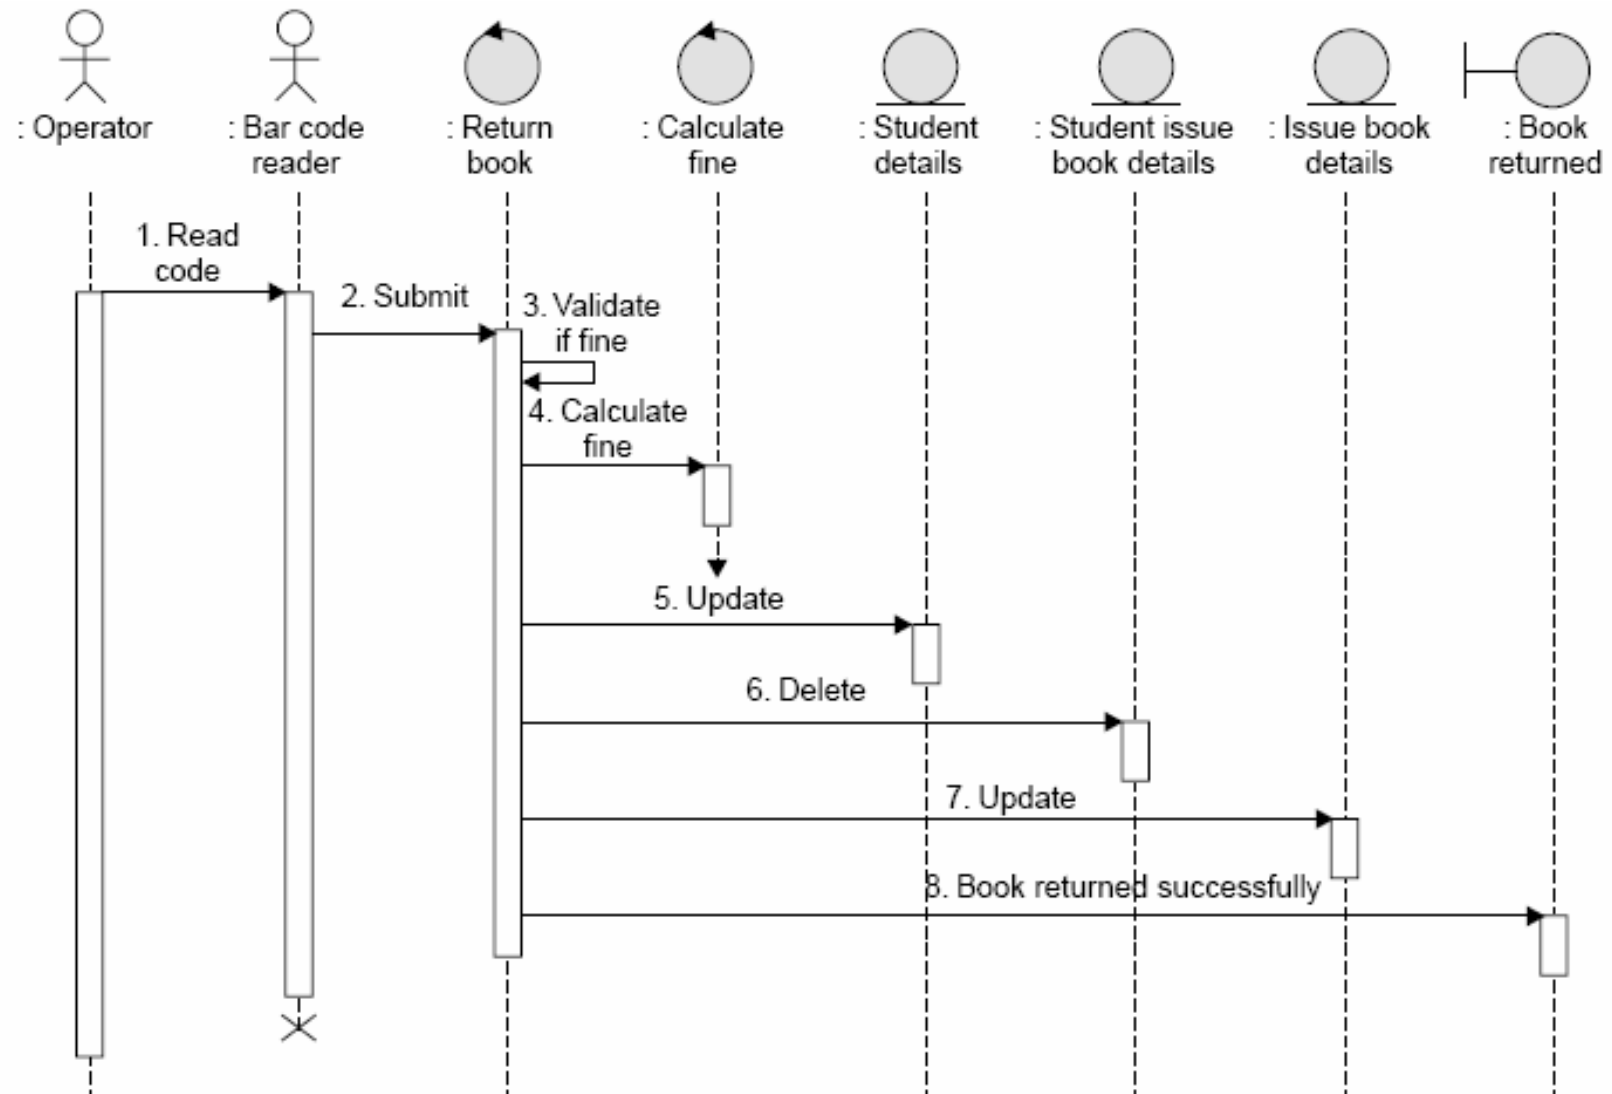 : Operator
: Bar code
reader
: Return
book
: Calculate
fine
: Student
details
: Student issue
book details
: Issue book
details
: Book
returned
1. Read
code
2. Submit
3. Validate
if fine
4. Calculate
fine
5. Update
6. Delete
7. Update
8. Book returned successfully